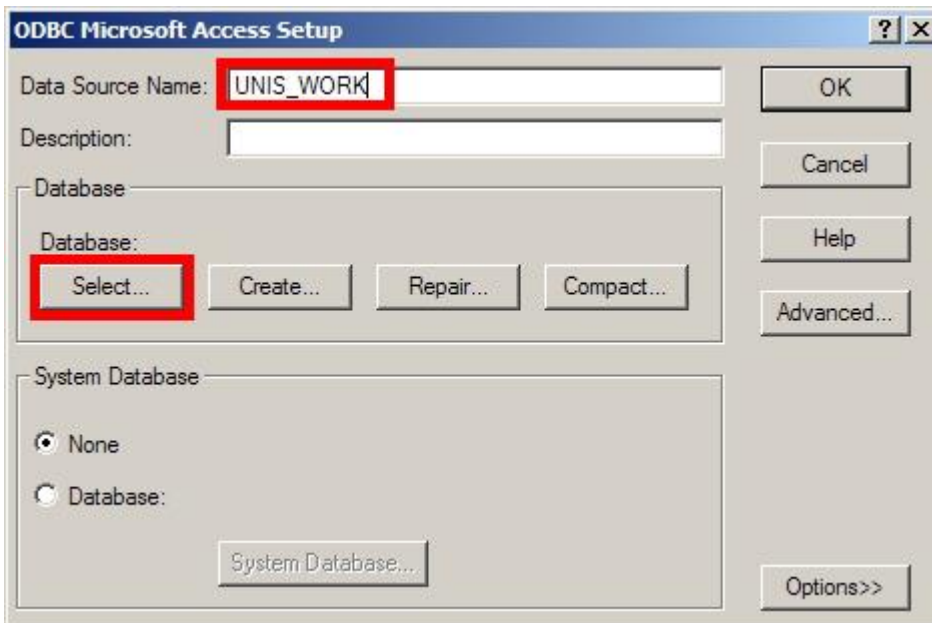 ODBC Microsoft Access Setup
Data Source Name: UNIS_WORK
OK
Description:
Cancel
Database
Database:
Help
Select... Create... Repair... Compact...
Advanced...
System Database
None
Database:
System Database...
Options>>